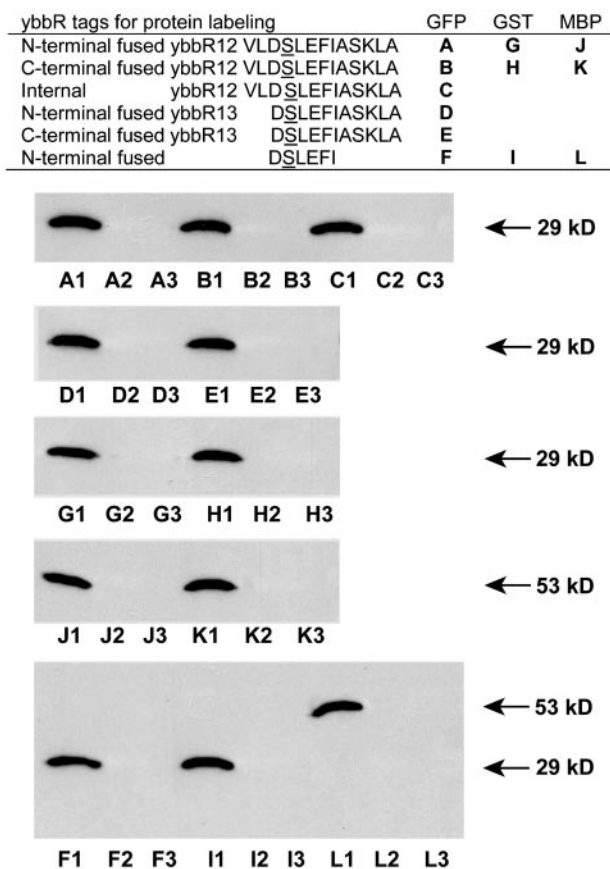 ybbR tags for protein labeling GFP GST MBP
N-terminal fused ybbR12 VLDSLEFIASKLA A G J
C-terminal fused ybbR12 VLDSLEFIASKLA B H K
Internal ybbR12 VLDSLEFIASKLA C
N-terminal fused ybbR13 DSLEFIASKLA D
C-terminal fused ybbR13 DSLEFIASKLA E
N-terminal fused DSLEFI F I L
29 kD
A1 A2 A3 B1 B2 B3 C1 C2 C3
29 kD
D1 D2 D3 E1 E2 E3
29 kD
G1 G2 G3 H1 H2 H3
53 kD
J1 J2 J3 K1 K2 K3
53 kD
29 kD
F1 F2 F3 I1 I2 I3 L1 L2 L3